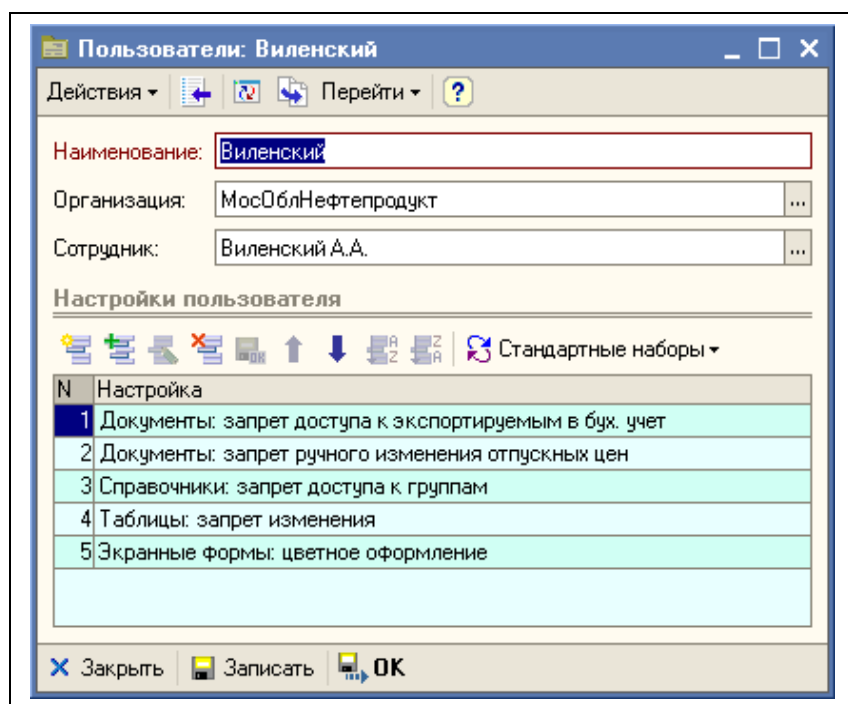 Пользователи: Виленский
Действия Перейти ?
Наименование: Виленский
Организация: МосОблНефтепродукт ...
Сотрудник: Виленский А.А. ...
Настройки пользователя
Стандартные наборы
N Настройка
1 Документы: запрет доступа к экспортируемым в бух. учет
2 Документы: запрет ручного изменения отпускных цен
3 Справочники: запрет доступа к группам
4 Таблицы: запрет изменения
5 Экранные формы: цветное оформление
Закрыть Записать OK